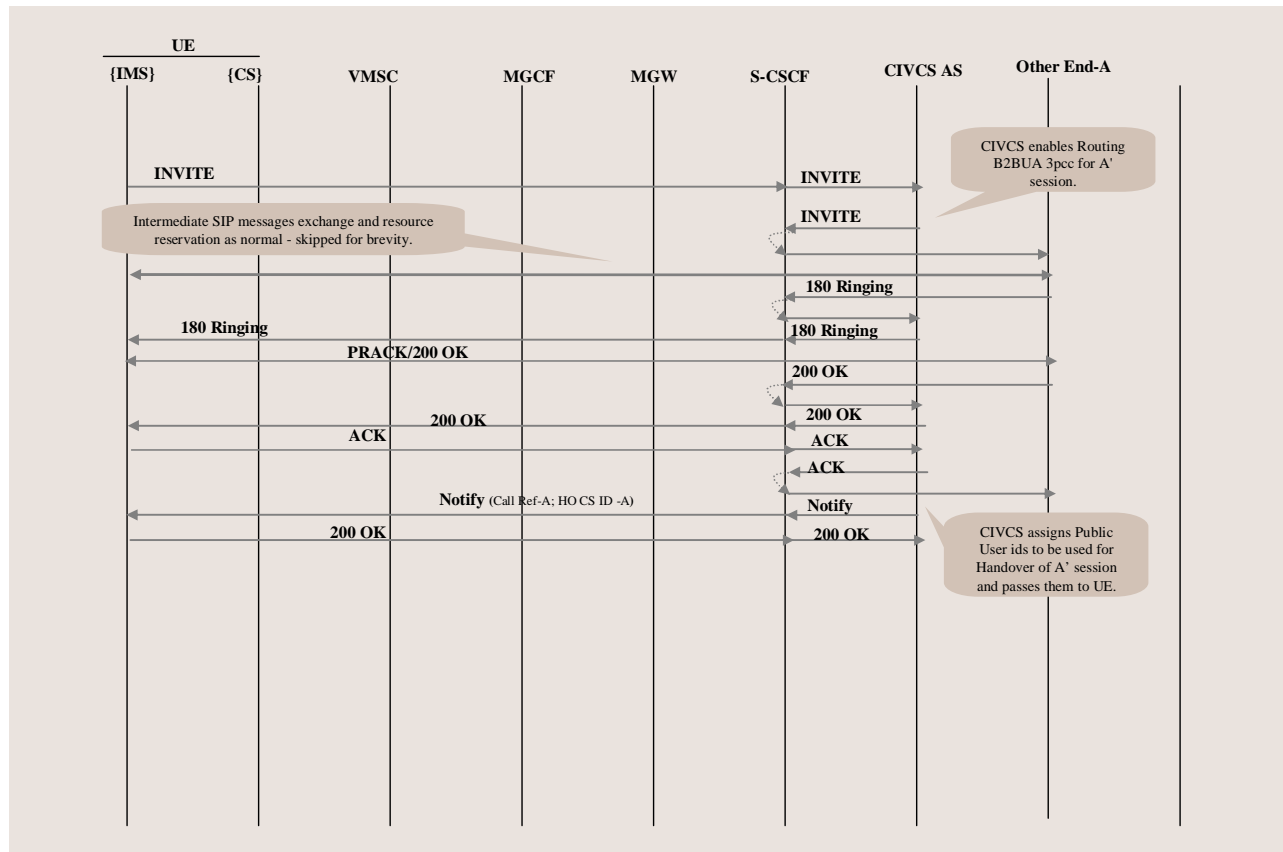 UE
{IMS}
{CS}
VMSC
MGCF
MGW
S-CSCF
CIVCS AS
Other End-A
CIVCS enables Routing
B2BUA 3pcc for A'
session.
INVITE
INVITE
Intermediate SIP messages exchange and resource
reservation as normal - skipped for brevity.
INVITE
180 Ringing
180 Ringing
180 Ringing
PRACK/200 OK
200 OK
200 OK
200 OK
ACK
ACK
ACK
Notify (Call Ref-A; HO CS ID -A)
Notify
200 OK
200 OK
CIVCS assigns Public
User ids to be used for
Handover of A’ session
and passes them to UE.